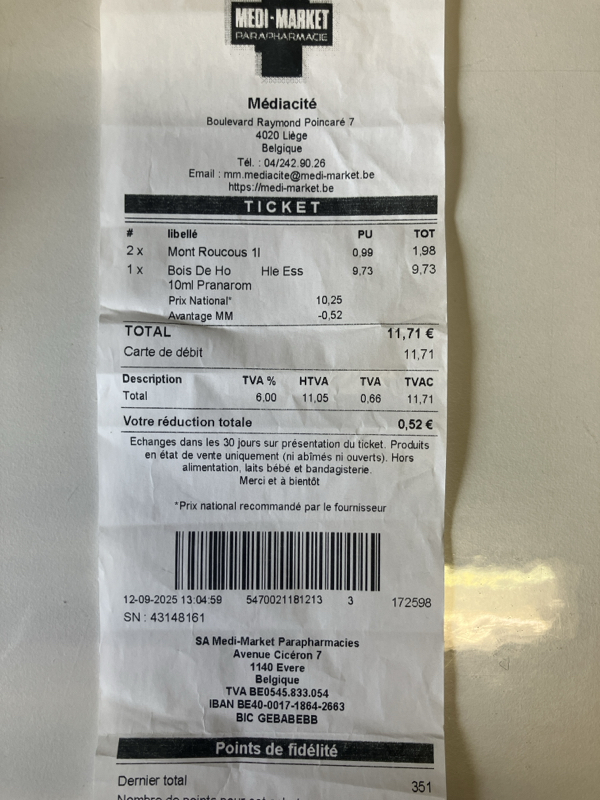 MEDI-MARKET
PARAPHARMACIE
Médiacité
Boulevard Raymond Poincaré 7
4020 Liège
Belgique
Tél. : 04/242.90.26
Email : mm.mediacite@medi-market.be
https://medi-market.be
TICKET
# libellé PU TOT
2 x Mont Roucous 1l 0,99 1,98
1 x Bois De Ho Hle Ess 9,73 9,73
10ml Pranarom
Prix National* 10,25
Avantage MM -0,52
TOTAL 11,71 €
Carte de débit 11,71
Description TVA % HTVA TVA TVAC
Total 6,00 11,05 0,66 11,71
Votre réduction totale 0,52 €
Echanges dans les 30 jours sur présentation du ticket. Produits
en état de vente uniquement (ni abîmés ni ouverts). Hors
alimentation, laits bébé et bandagisterie.
Merci et à bientôt
*Prix national recommandé par le fournisseur
12-09-2025 13:04:59 5470021181213 3 172598
SN : 43148161
SA Medi-Market Parapharmacies
Avenue Cicéron 7
1140 Evere
Belgique
TVA BE0545.833.054
IBAN BE40-0017-1864-2663
BIC GEBABEBB
Points de fidélité
Dernier total 351
Nombre de points pour cet